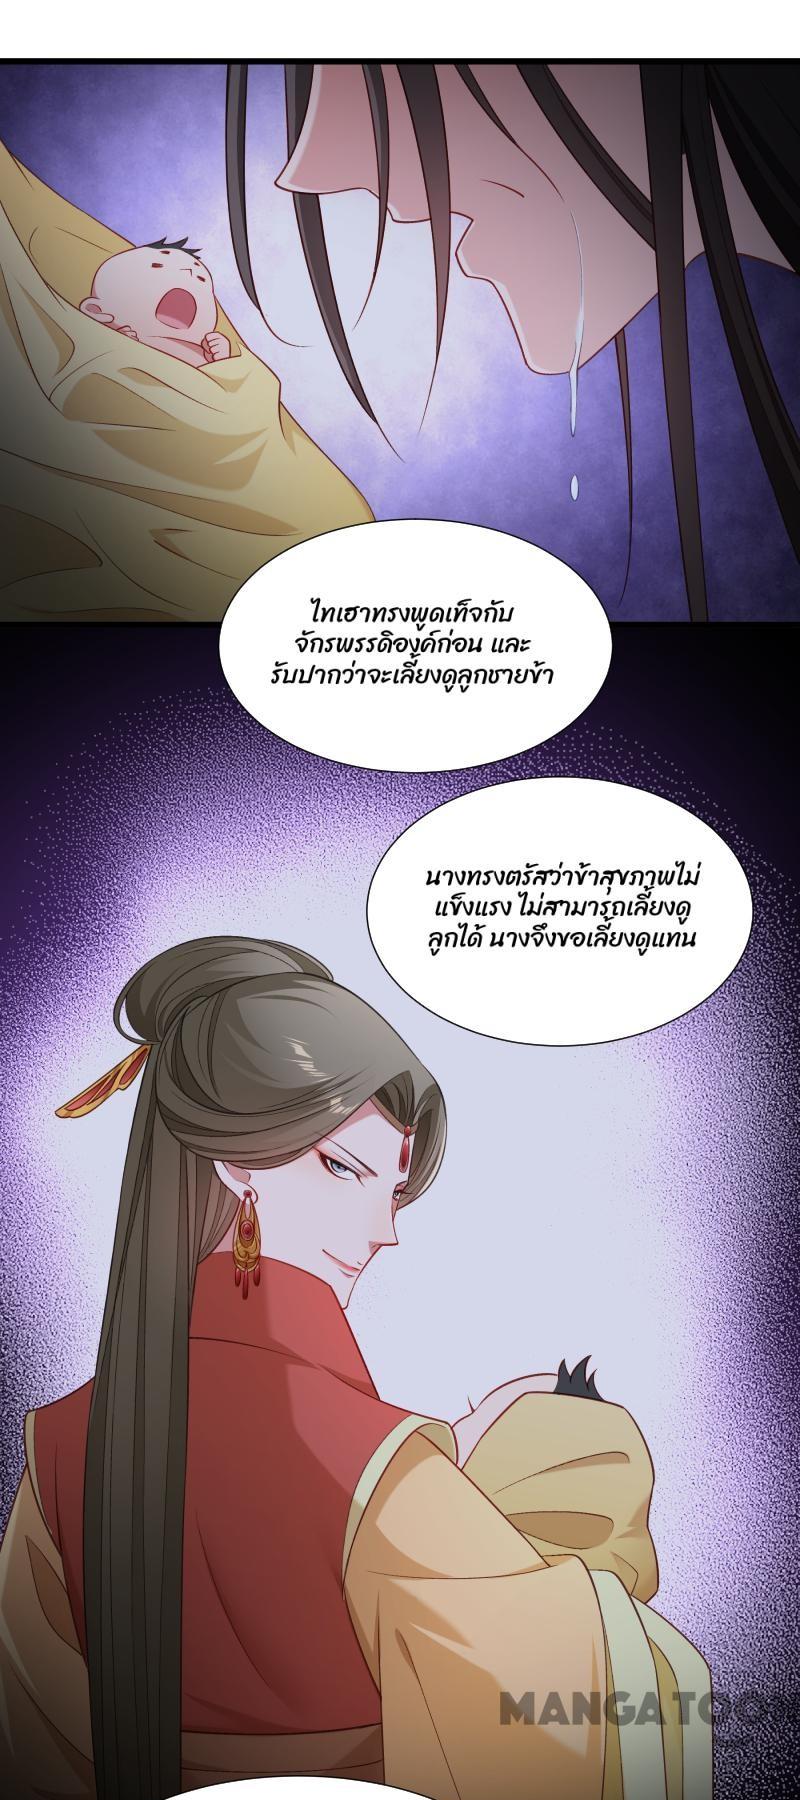 ไทเฮาทรงพูดเท็จกับ
จักรพรรดิองค์ก่อน และ
รับปากว่าจะเลี้ยงดูลูกชายข้า
นางทรงตรัสว่าข้าสุขภาพไม่
แข็งแรง ไม่สามารถเลี้ยงดู
ลูกได้ นางจึงขอเลี้ยงดูแทน
MANGATOON